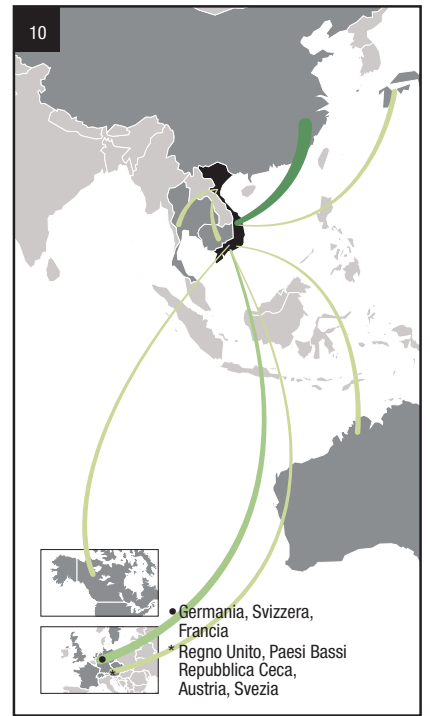 10
• Germania, Svizzera,
Francia
* Regno Unito, Paesi Bassi
Repubblica Ceca,
Austria, Svezia